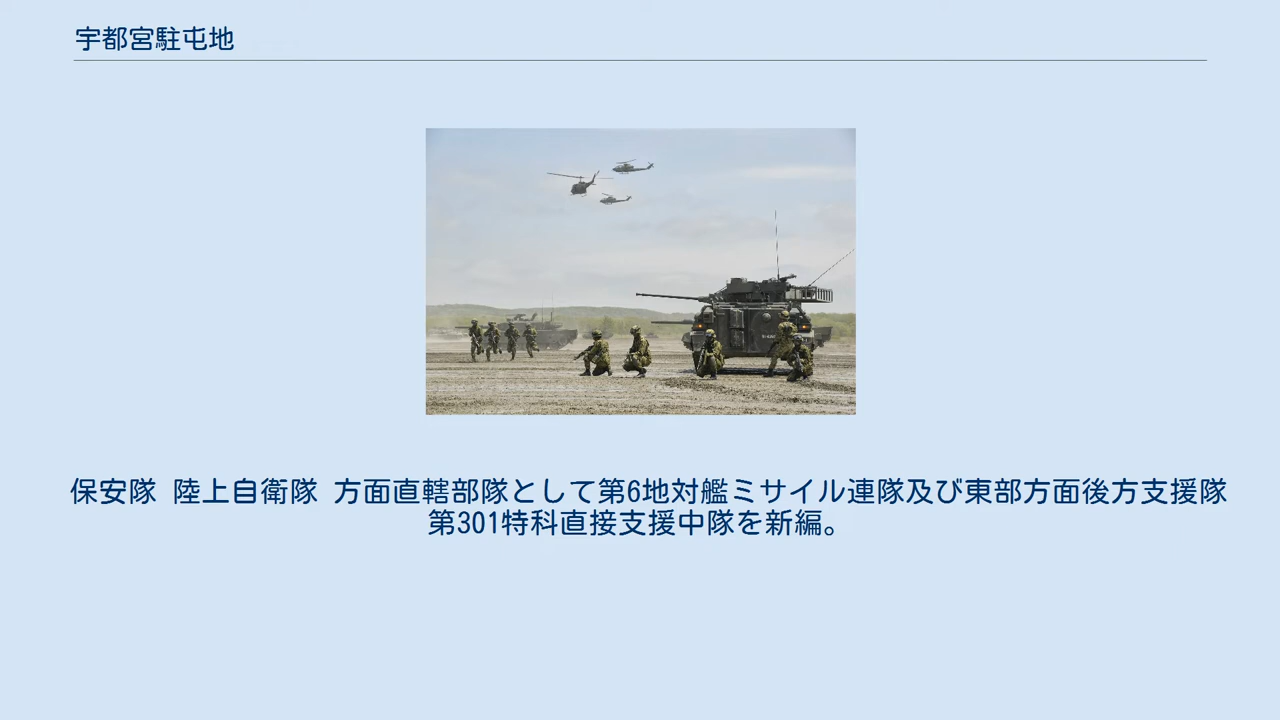 宇都宮駐屯地
保安隊 陸上自衛隊 方面直轄部隊として第6地対艦ミサイル連隊及び東部方面後方支援隊
第301特科直接支援中隊を新編。